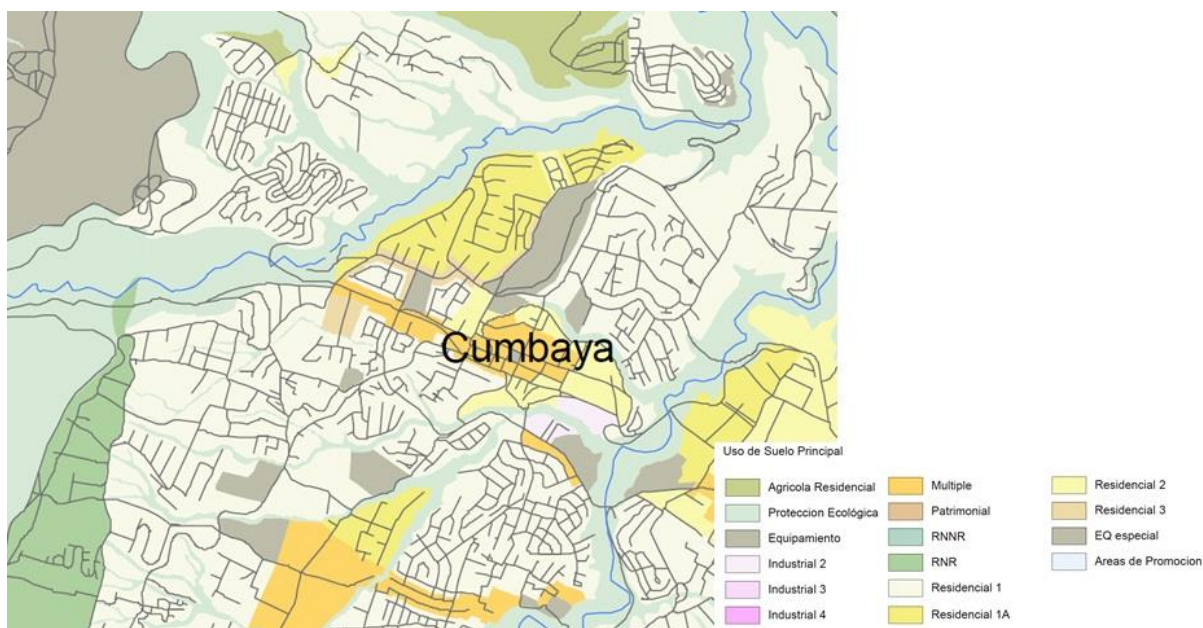 Cumbaya
Uso de Suelo Principal
Agricola Residencial
Proteccion Ecológica
Equipamiento
Industrial 2
Industrial 3
Industrial 4
Multiple
Patrimonial
RNNR
RNR
Residencial 1
Residencial 1A
Residencial 2
Residencial 3
EQ especial
Areas de Promocion